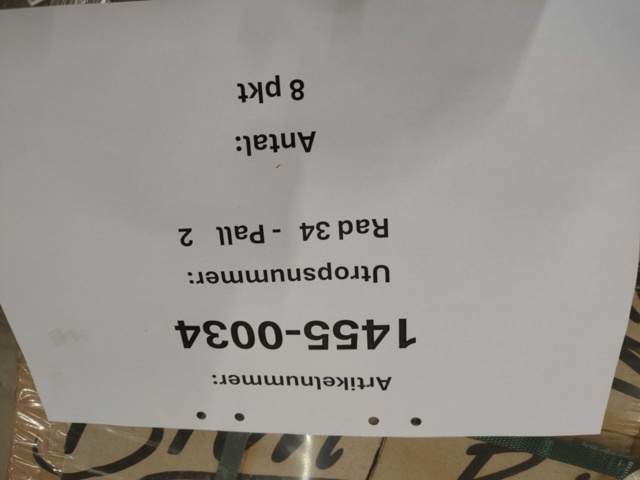 Artikelnummer:
1455-0034
Utropsnummer:
Rad 34 - Pall 2
Antal:
8 pkt